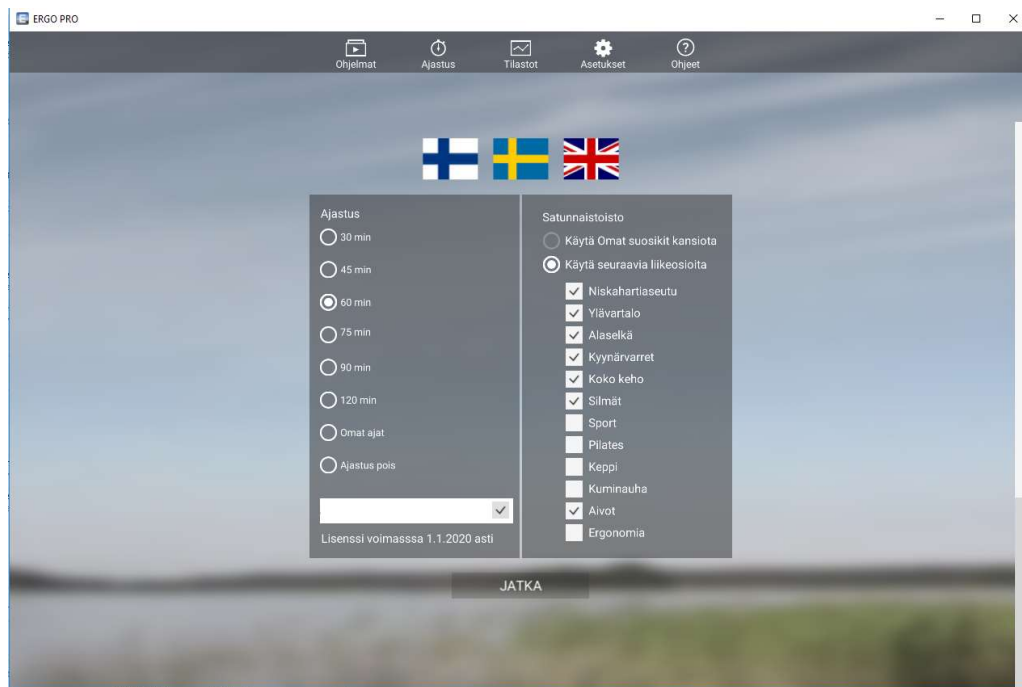 ERGO PRO
Ohjelmat Ajastus Tilastot Asetukset Ohjeet
Ajastus
30 min
45 min
60 min
75 min
90 min
120 min
Omat ajat
Ajastus pois
Lisenssi voimasssa 1.1.2020 asti
Satunnaistoisto
Käytä Omat suosikit kansiota
Käytä seuraavia liikeosioita
Niskahartiaseutu
Ylävartalo
Alaselkä
Kyynärvarret
Koko keho
Silmät
Sport
Pilates
Keppi
Kuminauha
Aivot
Ergonomia
JATKA